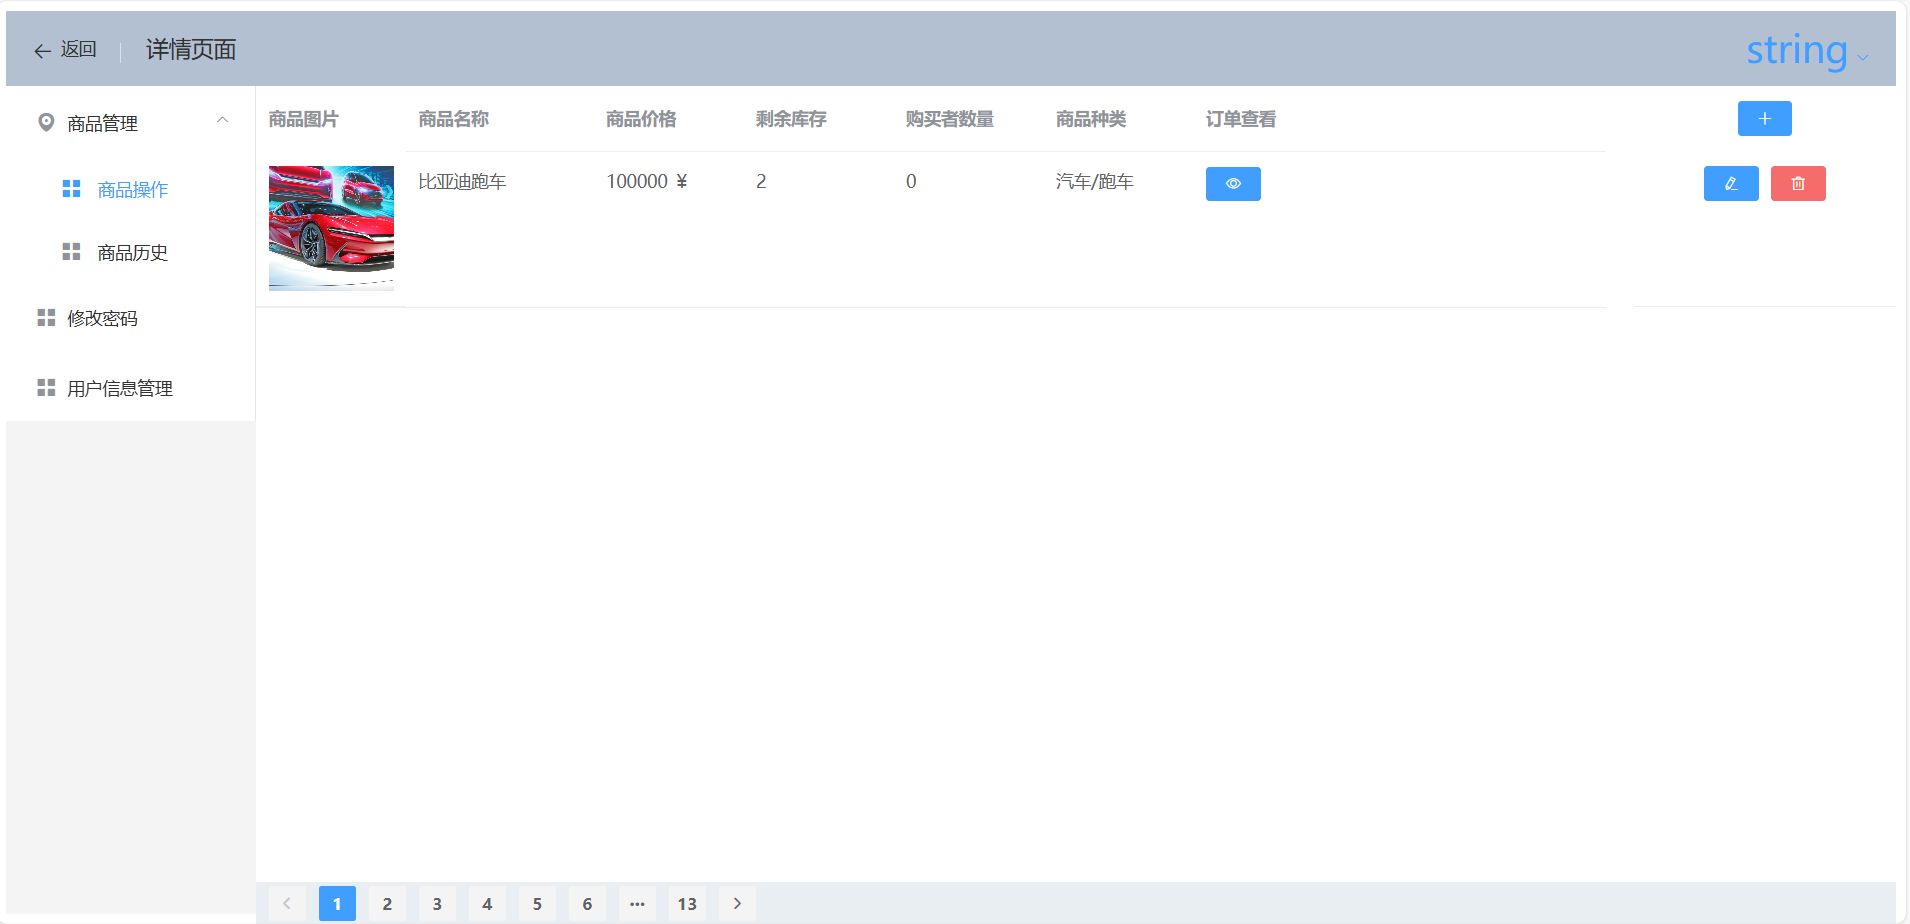 返回 详情页面 string
商品管理
商品操作
商品历史
修改密码
用户信息管理
商品图片 商品名称 商品价格 剩余库存 购买者数量 商品种类 订单查看
比亚迪跑车 100000 ¥ 2 0 汽车/跑车
1 2 3 4 5 6 ··· 13